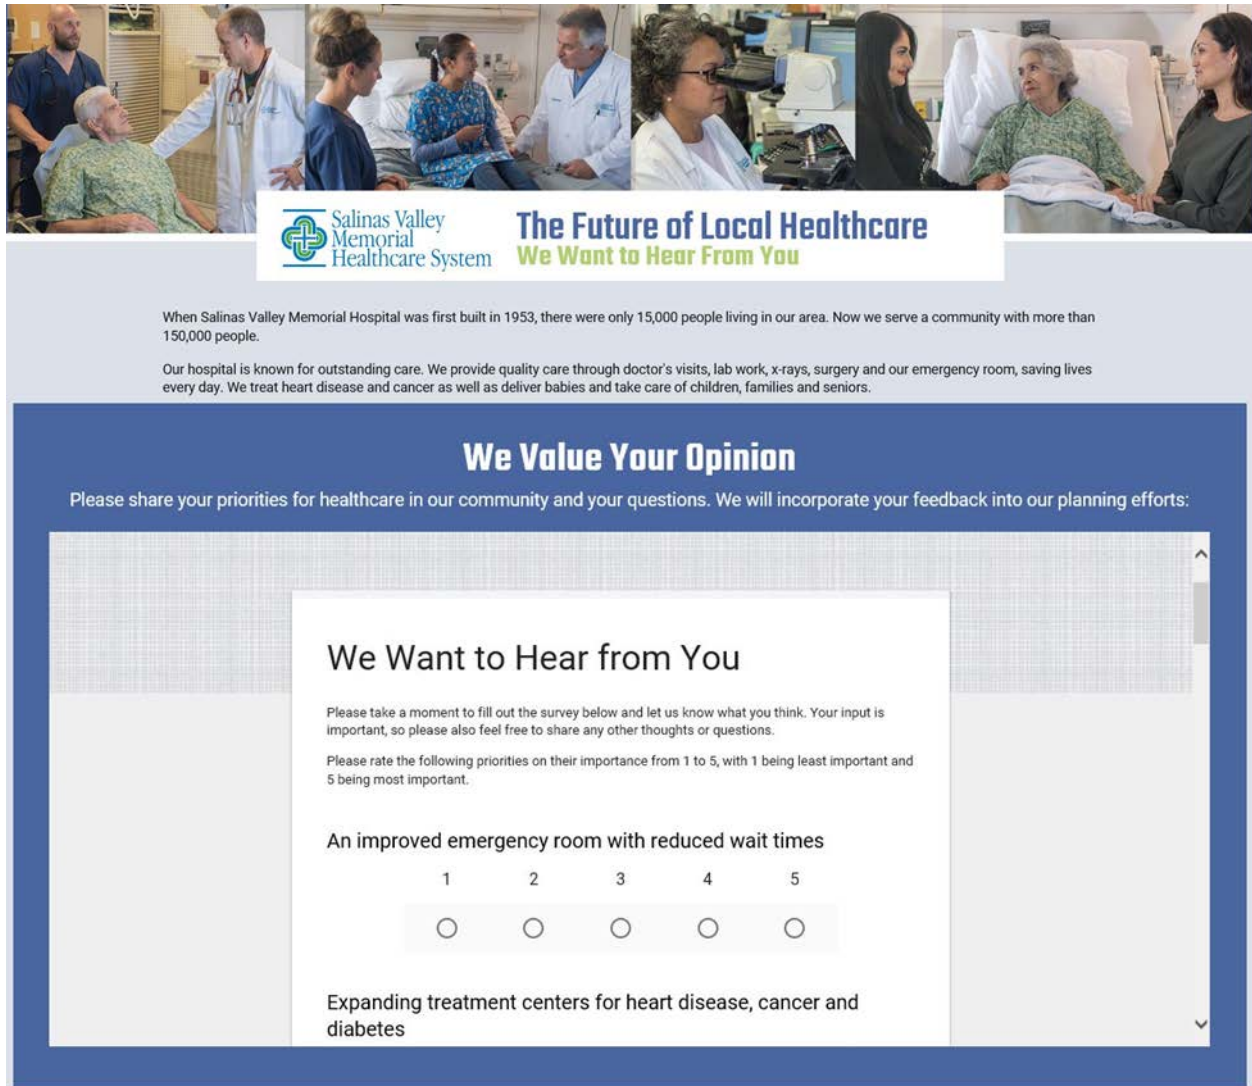 Salinas Valley
Memorial
Healthcare System
The Future of Local Healthcare
We Want to Hear From You
When Salinas Valley Memorial Hospital was first built in 1953, there were only 15,000 people living in our area. Now we serve a community with more than
150,000 people.
Our hospital is known for outstanding care. We provide quality care through doctor's visits, lab work, x-rays, surgery and our emergency room, saving lives
every day. We treat heart disease and cancer as well as deliver babies and take care of children, families and seniors.
We Value Your Opinion
Please share your priorities for healthcare in our community and your questions. We will incorporate your feedback into our planning efforts:
We Want to Hear from You
Please take a moment to fill out the survey below and let us know what you think. Your input is
important, so please also feel free to share any other thoughts or questions.
Please rate the following priorities on their importance from 1 to 5, with 1 being least important and
5 being most important.
An improved emergency room with reduced wait times
1 2 3 4 5
Expanding treatment centers for heart disease, cancer and
diabetes